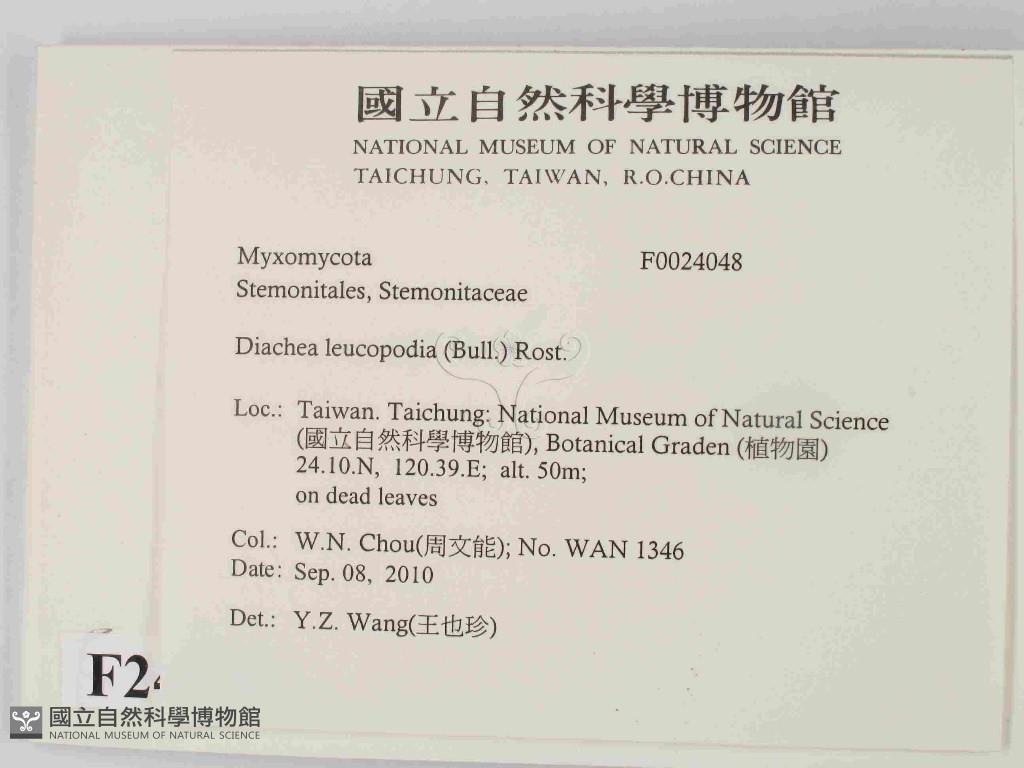 國立自然科學博物館
NATIONAL MUSEUM OF NATURAL SCIENCE
TAICHUNG, TAIWAN, R.O.CHINA
Myxomycota F0024048
Stemonitales, Stemonitaceae
Diachea leucopodia (Bull.) Rost.
Loc.: Taiwan. Taichung: National Museum of Natural Science
(國立自然科學博物館), Botanical Graden (植物園)
24.10.N, 120.39.E; alt. 50m;
on dead leaves
Col.: W.N. Chou(周文能); No. WAN 1346
Date: Sep. 08, 2010
Det.: Y.Z. Wang(王也珍)
F24
國立自然科學博物館
NATIONAL MUSEUM OF NATURAL SCIENCE